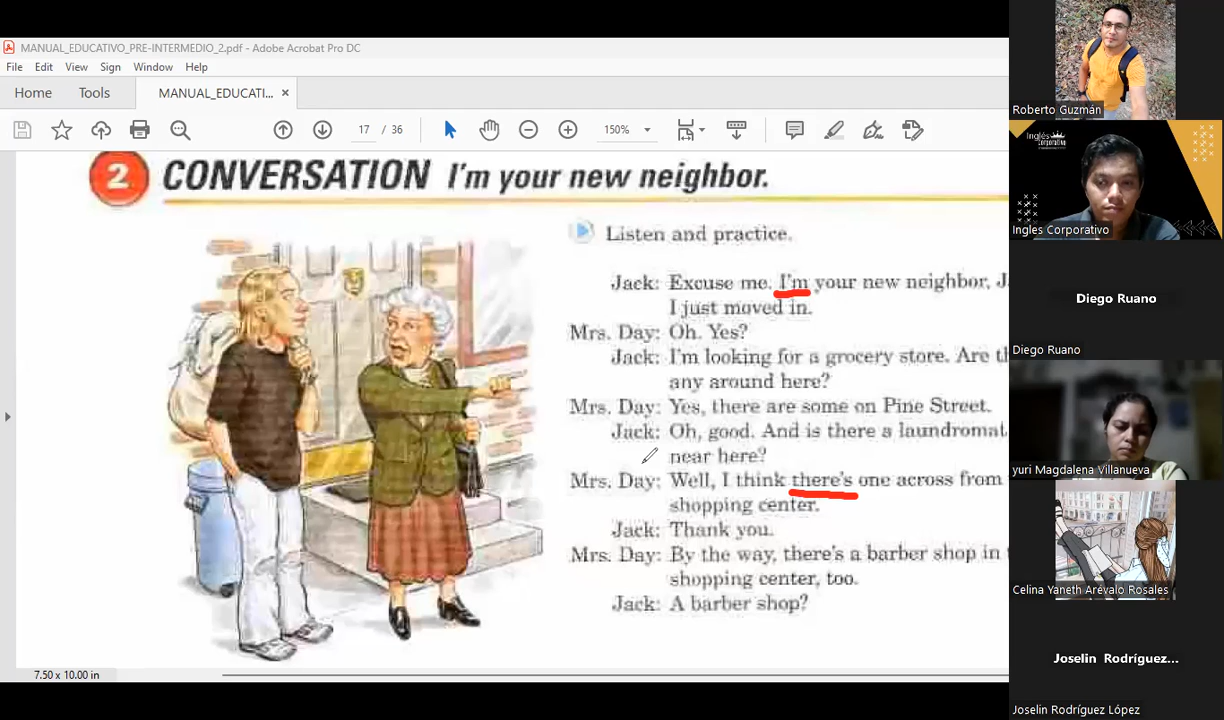 MANUAL_EDUCATIVO_PRE-INTERMEDIO_2.pdf - Adobe Acrobat Pro DC
File Edit View Sign Window Help
Home Tools MANUAL_EDUCATI... ×
17 / 36 150%
2 CONVERSATION I'm your new neighbor.
Listen and practice.
Jack: Excuse me. I'm your new neighbor, J
I just moved in.
Mrs. Day: Oh. Yes?
Jack: I'm looking for a grocery store. Are th
any around here?
Mrs. Day: Yes, there are some on Pine Street.
Jack: Oh, good. And is there a laundromat
near here?
Mrs. Day: Well, I think there's one across from
shopping center.
Jack: Thank you.
Mrs. Day: By the way, there's a barber shop in
shopping center, too.
Jack: A barber shop?
7.50 x 10.00 in
Roberto Guzmán
Inglés
Corporativo
Ingles Corporativo
Diego Ruano
Diego Ruano
yuri Magdalena Villanueva
Celina Yaneth Arévalo Rosales
Joselin Rodríguez...
Joselin Rodríguez López